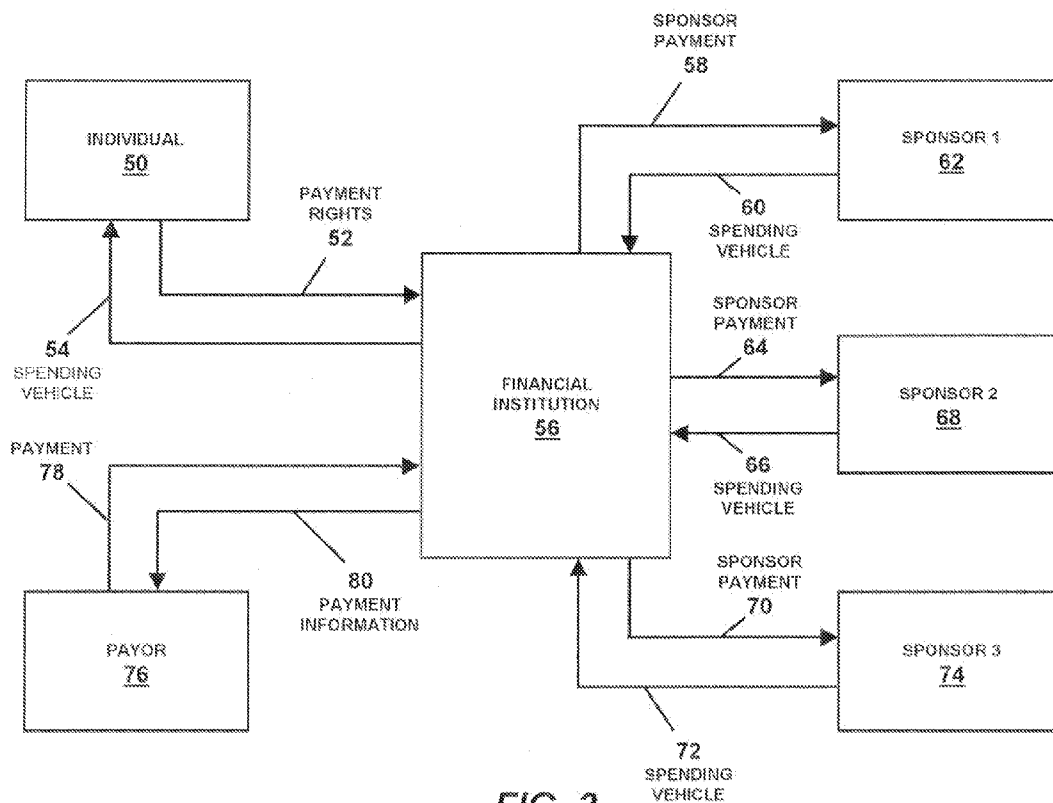 SPONSOR
PAYMENT
58
INDIVIDUAL
50
SPONSOR 1
62
PAYMENT
RIGHTS
52
60
SPENDING
VEHICLE
54
SPENDING
VEHICLE
SPONSOR
PAYMENT
64
FINANCIAL
INSTITUTION
56
SPONSOR 2
68
PAYMENT
78
66
SPENDING
VEHICLE
80
PAYMENT
INFORMATION
SPONSOR
PAYMENT
70
PAYOR
76
SPONSOR 3
74
72
SPENDING
VEHICLE
FIG.